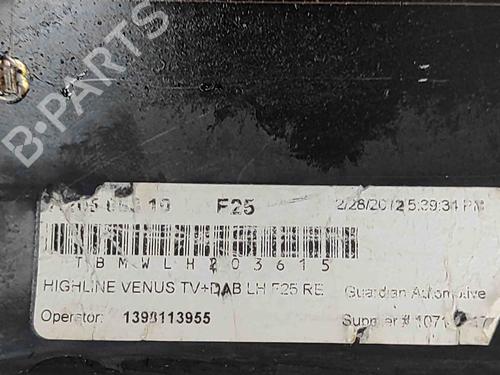 B-PARTS
F25 2/28/2012 5:39:34 PM
TBMWLH203615
HIGHLINE VENUS TV+DAB LH F25 RE Guardian Automotive
Operator: 1398113955 Supplier #